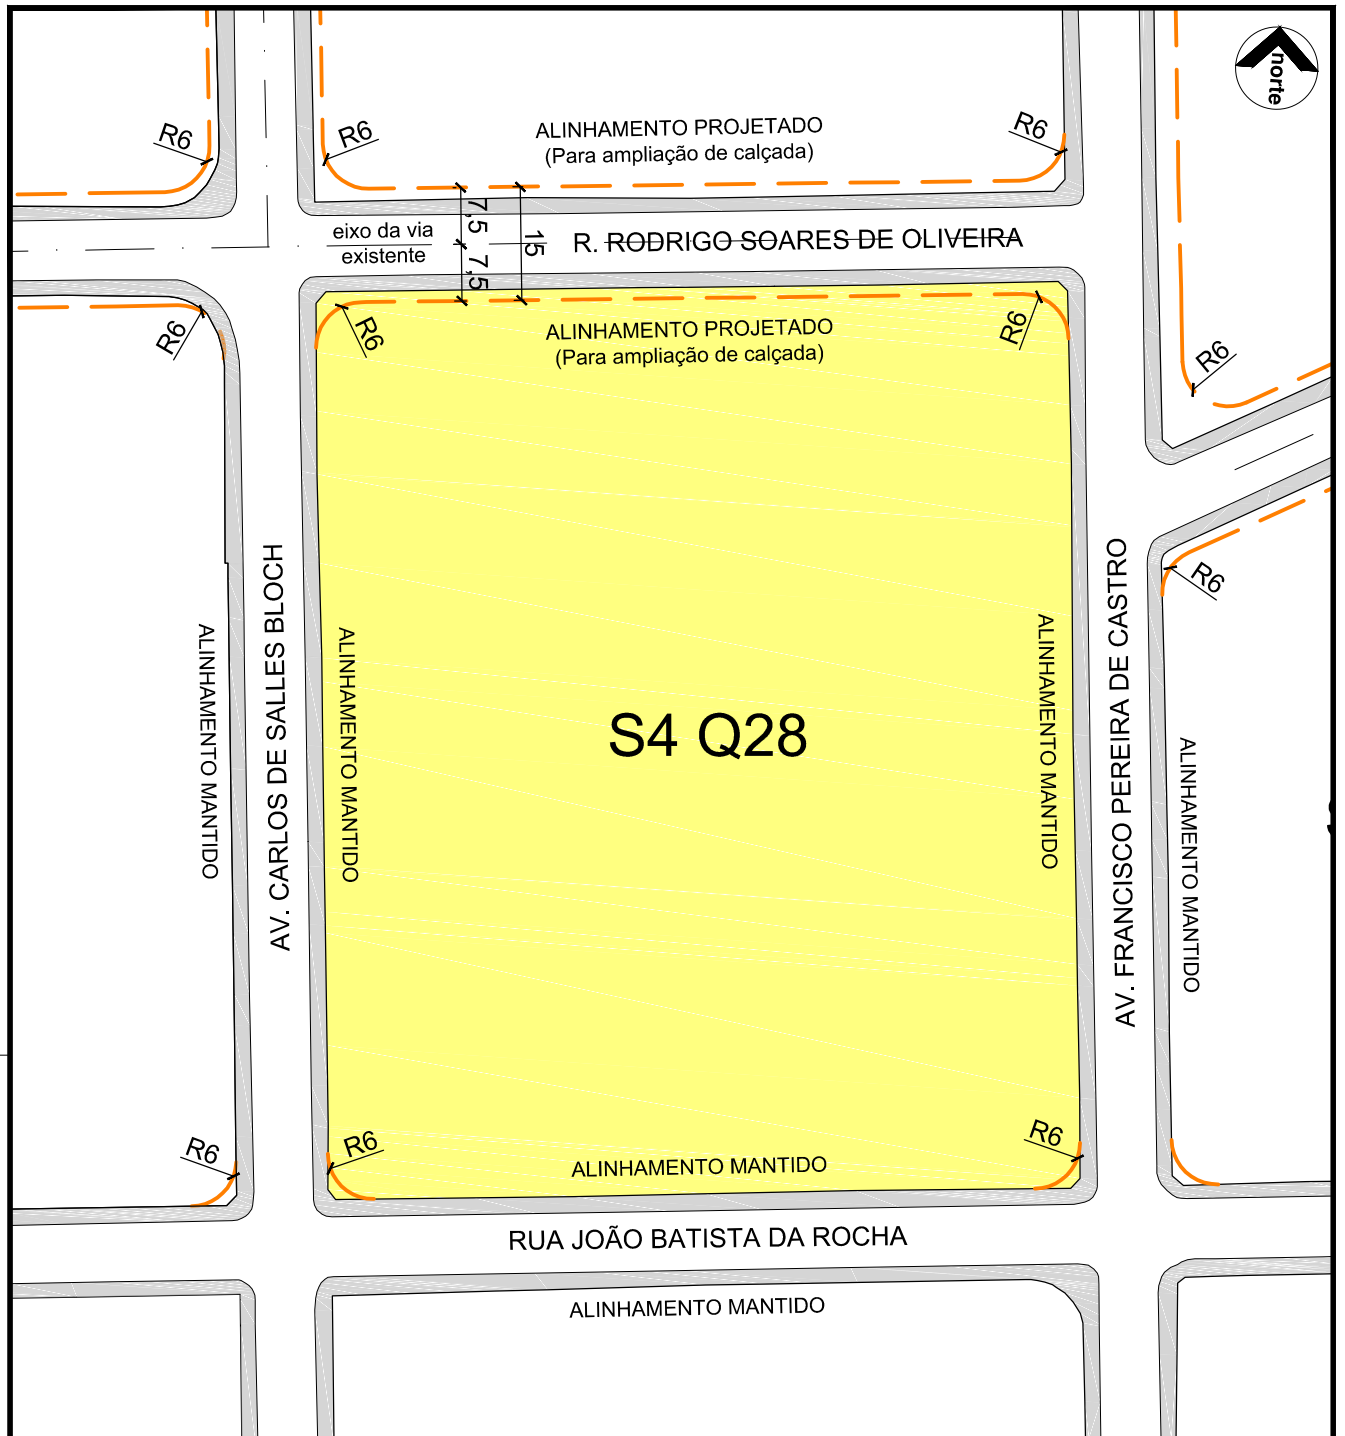 norte
R6
R6
ALINHAMENTO PROJETADO
(Para ampliação de calçada)
R6
eixo da via
existente
7,5
7,5
15
R. RODRIGO SOARES DE OLIVEIRA
R6
R6
ALINHAMENTO PROJETADO
(Para ampliação de calçada)
R6
R6
R6
ALINHAMENTO MANTIDO
AV. CARLOS DE SALLES BLOCH
ALINHAMENTO MANTIDO
S4 Q28
ALINHAMENTO MANTIDO
AV. FRANCISCO PEREIRA DE CASTRO
ALINHAMENTO MANTIDO
R6
R6
ALINHAMENTO MANTIDO
R6
RUA JOÃO BATISTA DA ROCHA
ALINHAMENTO MANTIDO